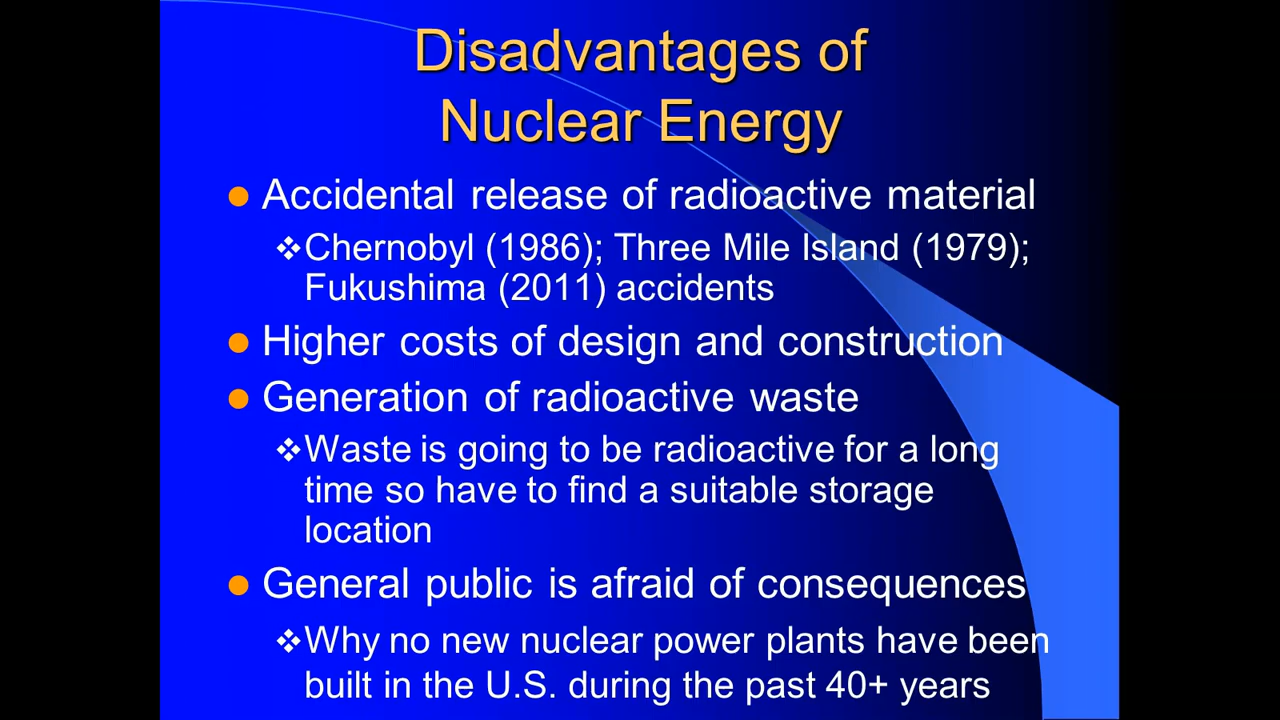 Disadvantages of
Nuclear Energy
Accidental release of radioactive material
Chernobyl (1986); Three Mile Island (1979);
Fukushima (2011) accidents
Higher costs of design and construction
Generation of radioactive waste
Waste is going to be radioactive for a long
time so have to find a suitable storage
location
General public is afraid of consequences
Why no new nuclear power plants have been
built in the U.S. during the past 40+ years